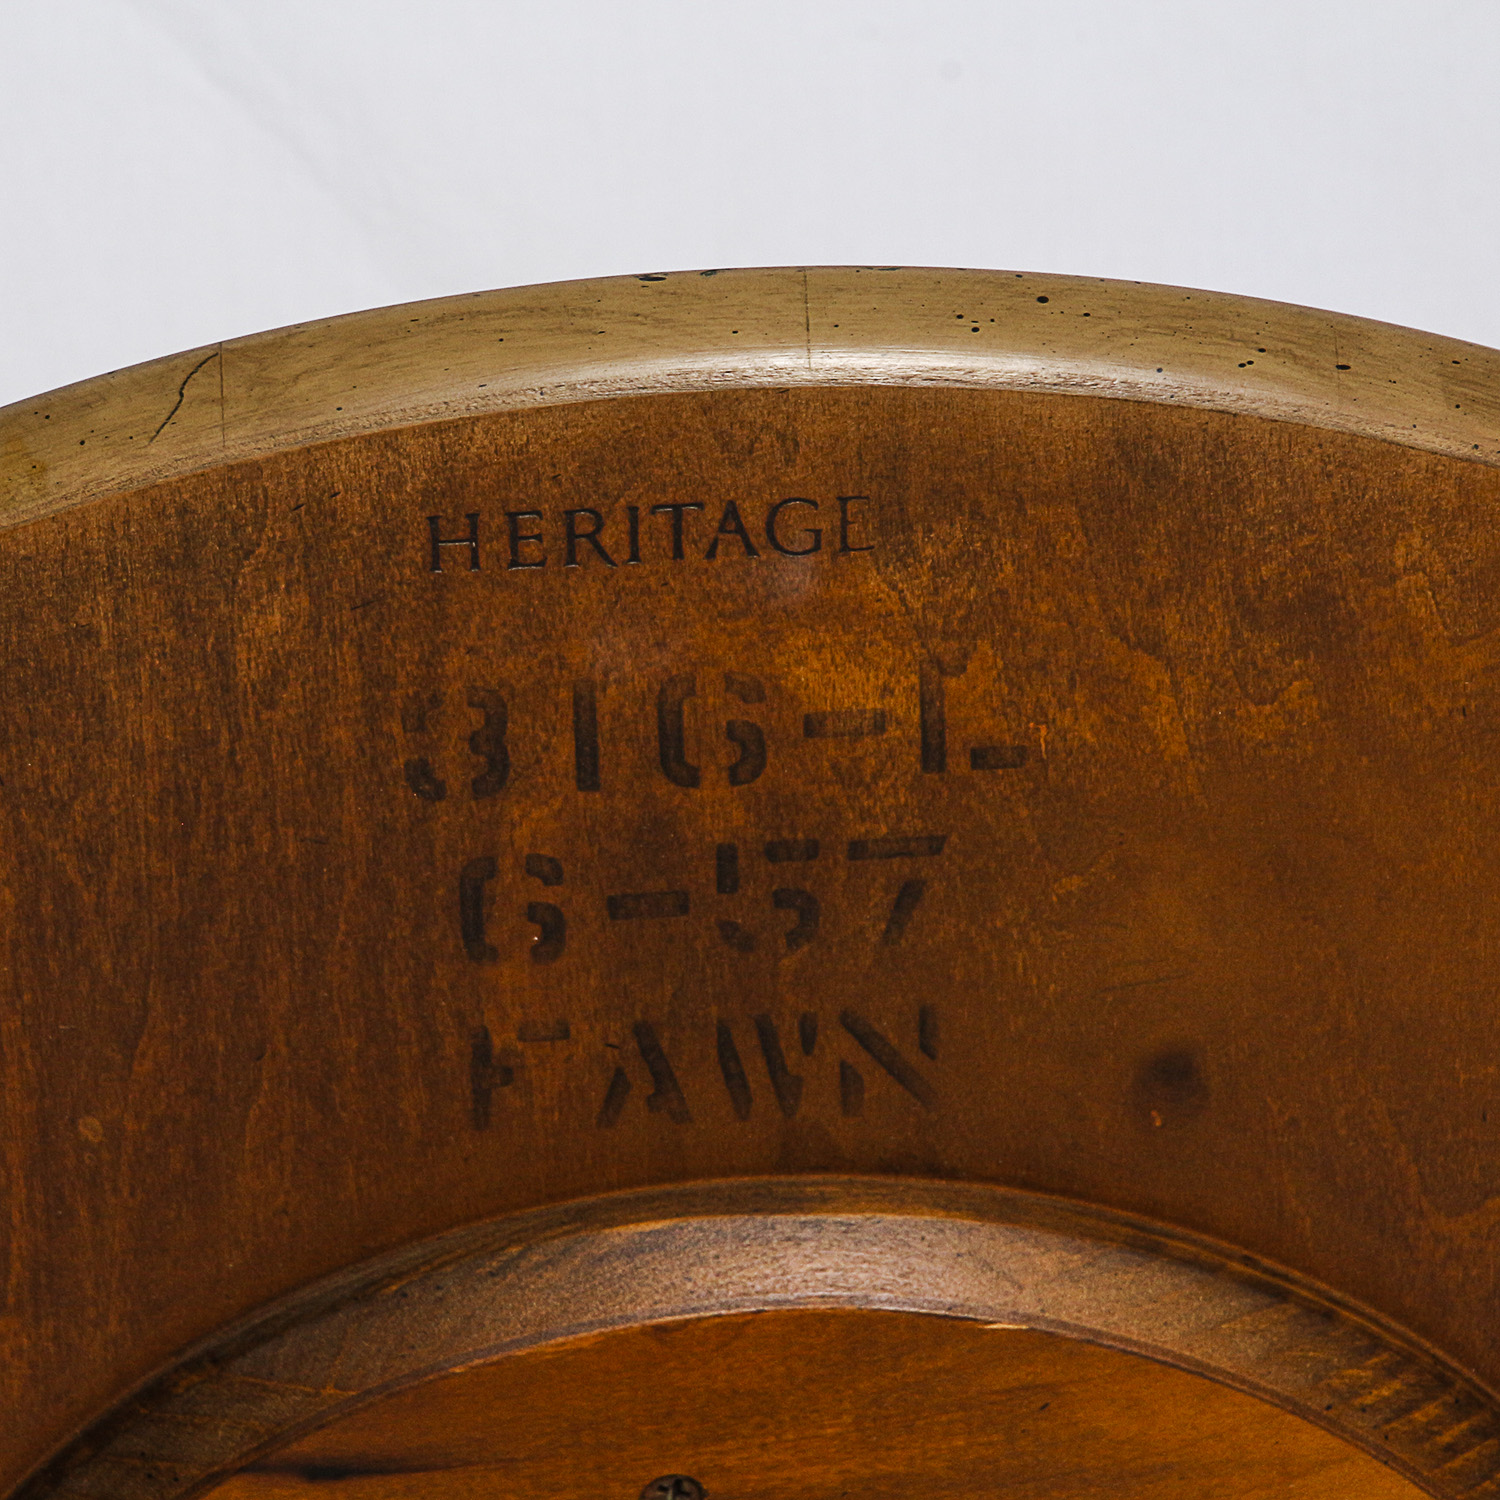 HERITAGE
316-L
6-57
FAWN